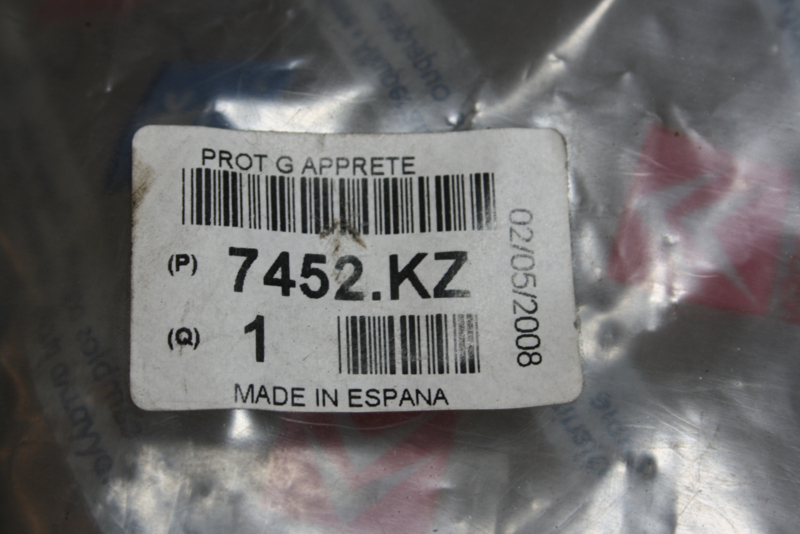 PROT G APPRETE
(P) 7452.KZ
(Q) 1
MADE IN ESPANA
02/05/2008